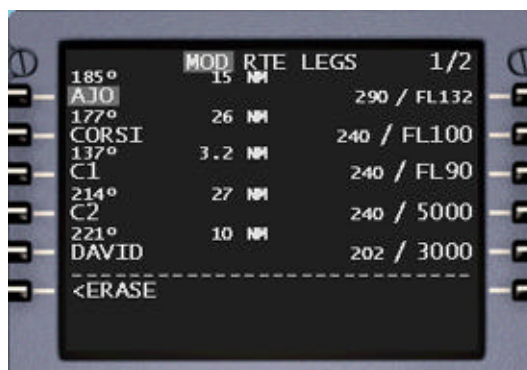 MOD RTE LEGS 1/2
185° 15 NM
AJO 290 / FL132
177° 26 NM
CORSI 240 / FL100
137° 3.2 NM
C1 240 / FL90
214° 27 NM
C2 240 / 5000
221° 10 NM
DAVID 202 / 3000
<ERASE